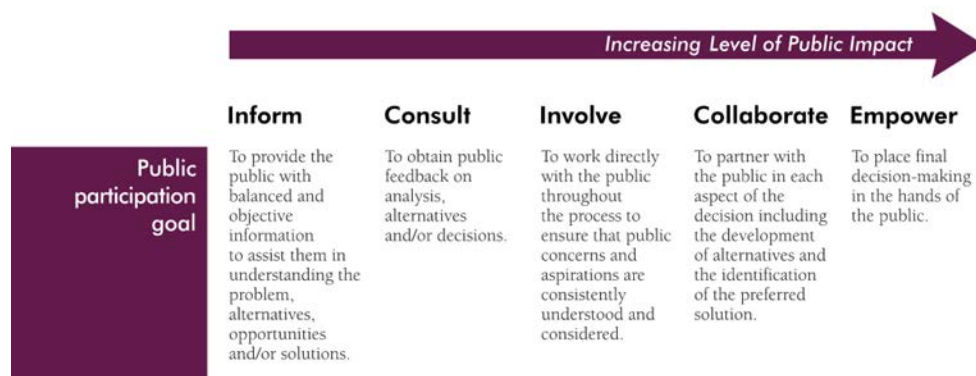 Increasing Level of Public Impact
Inform
Consult
Involve
Collaborate
Empower
Public
participation
goal
To provide the
public with
balanced and
objective
information
to assist them in
understanding the
problem,
alternatives,
opportunities
and/or solutions.
To obtain public
feedback on
analysis,
alternatives
and/or decisions.
To work directly
with the public
throughout
the process to
ensure that public
concerns and
aspirations are
consistently
understood and
considered.
To partner with
the public in each
aspect of the
decision including
the development
of alternatives and
the identification
of the preferred
solution.
To place final
decision-making
in the hands of
the public.